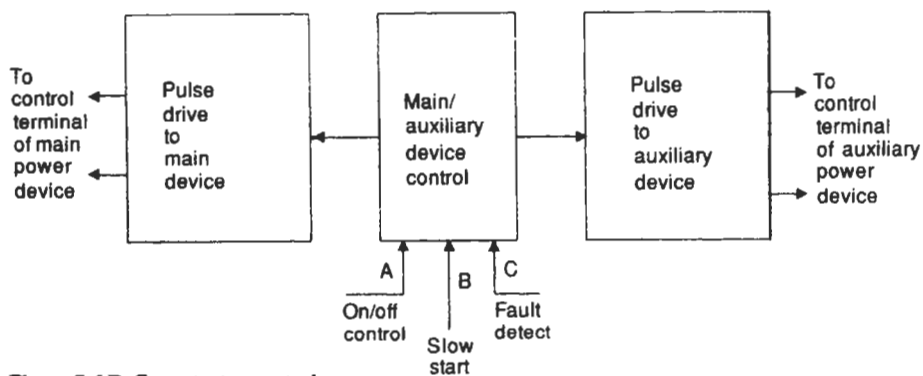 To
control
terminal
of main
power
device
Pulse
drive
to
main
device
Main/
auxiliary
device
control
Pulse
drive
to
auxiliary
device
To
control
terminal
of auxiliary
power
device
A
B
C
On/off
control
Slow
start
Fault
detect